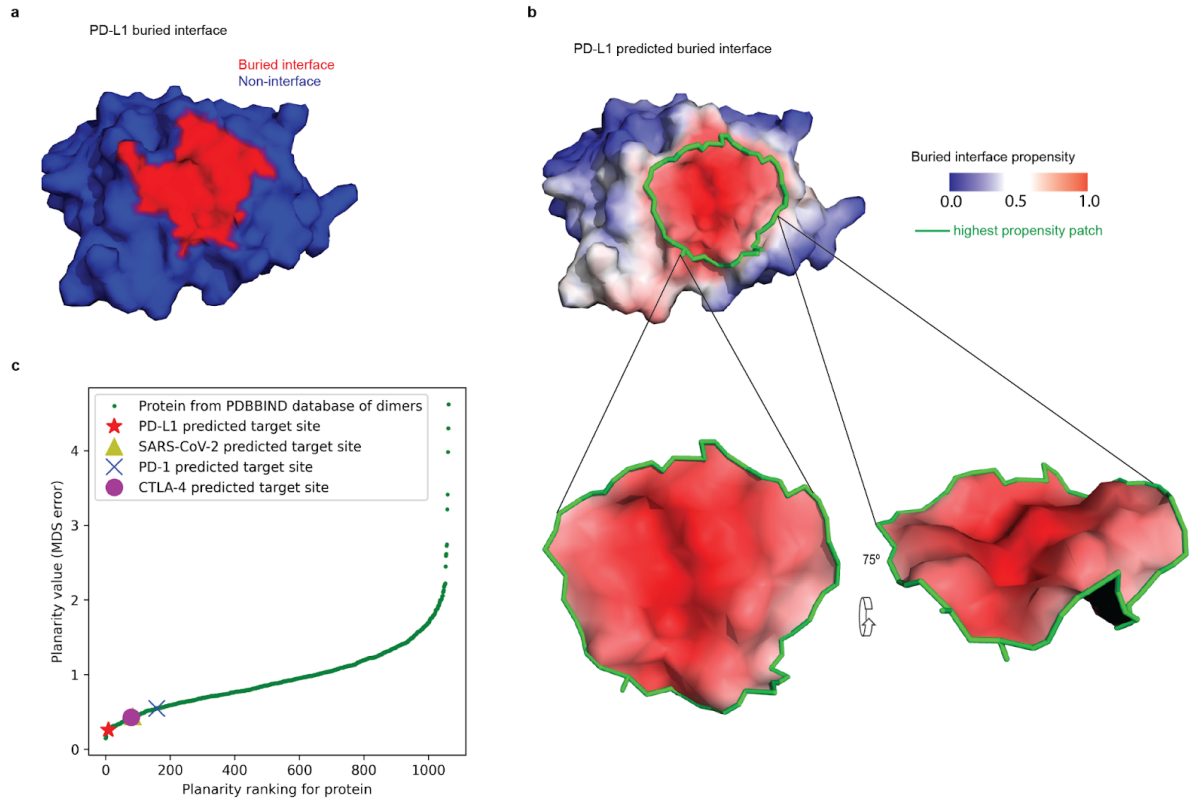 a
PD-L1 buried interface
Buried interface
Non-interface
b
PD-L1 predicted buried interface
Buried interface propensity
0.0 0.5 1.0
highest propensity patch
75º
c
Protein from PDBBIND database of dimers
PD-L1 predicted target site
SARS-CoV-2 predicted target site
PD-1 predicted target site
CTLA-4 predicted target site
Planarity value (MDS error)
4
3
2
1
0
0 200 400 600 800 1000
Planarity ranking for protein